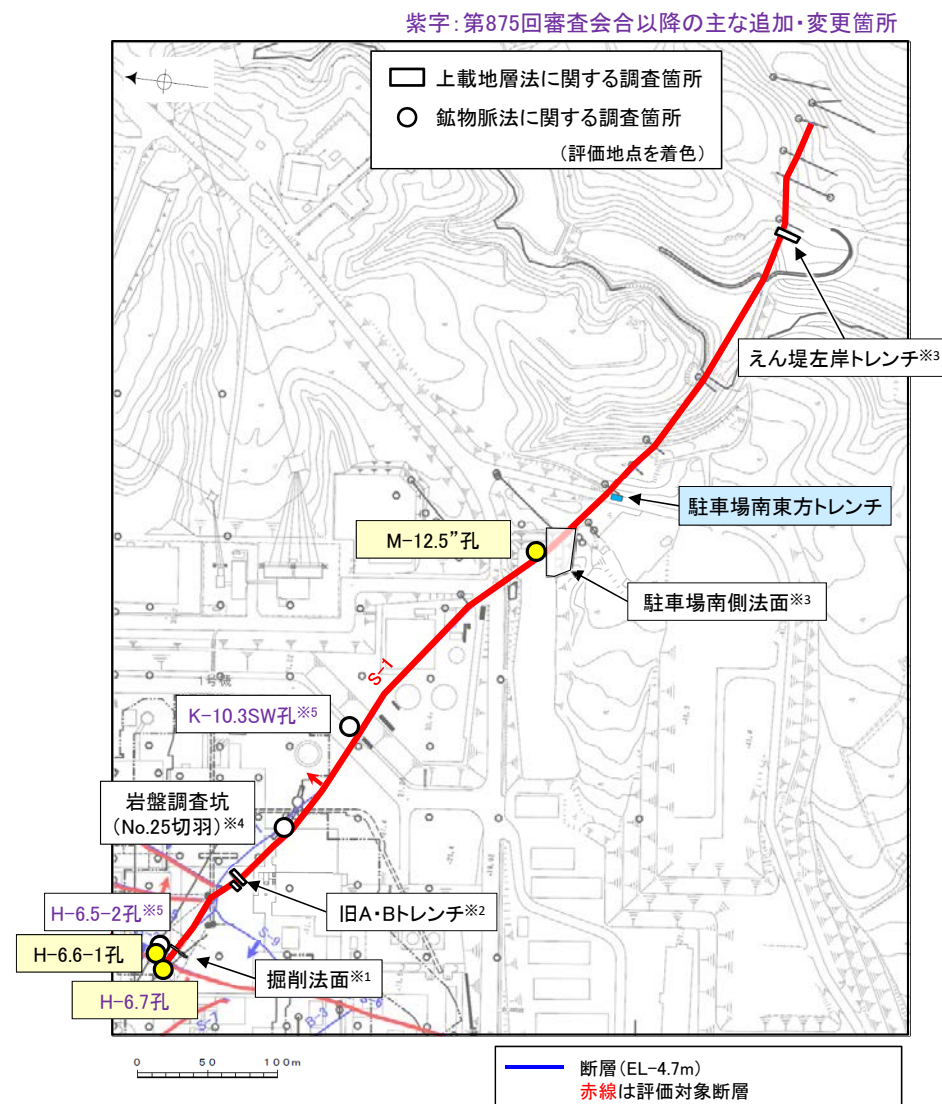 紫字:第875回審査会合以降の主な追加・変更箇所
上載地層法に関する調査箇所
鉱物脈法に関する調査箇所
(評価地点を着色)
えん堤左岸トレンチ※3
駐車場南東方トレンチ
M-12.5”孔
駐車場南側法面※3
S-1
1号機
K-10.3SW孔※5
岩盤調査坑
(No.25切羽)※4
旧A・Bトレンチ※2
H-6.5-2孔※5
S-9
H-6.6-1孔
掘削法面※1
H-6.7孔
S-7
B-3
S-6
0 50 100m
断層(EL-4.7m)
赤線は評価対象断層